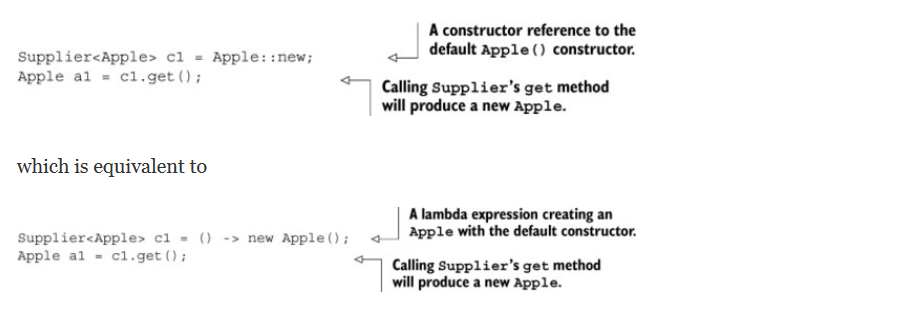 A constructor reference to the
default Apple() constructor.
Supplier<Apple> c1 = Apple::new;
Apple a1 = c1.get();
Calling Supplier's get method
will produce a new Apple.
which is equivalent to
A lambda expression creating an
Apple with the default constructor.
Supplier<Apple> c1 = () -> new Apple();
Apple a1 = c1.get();
Calling Supplier's get method
will produce a new Apple.